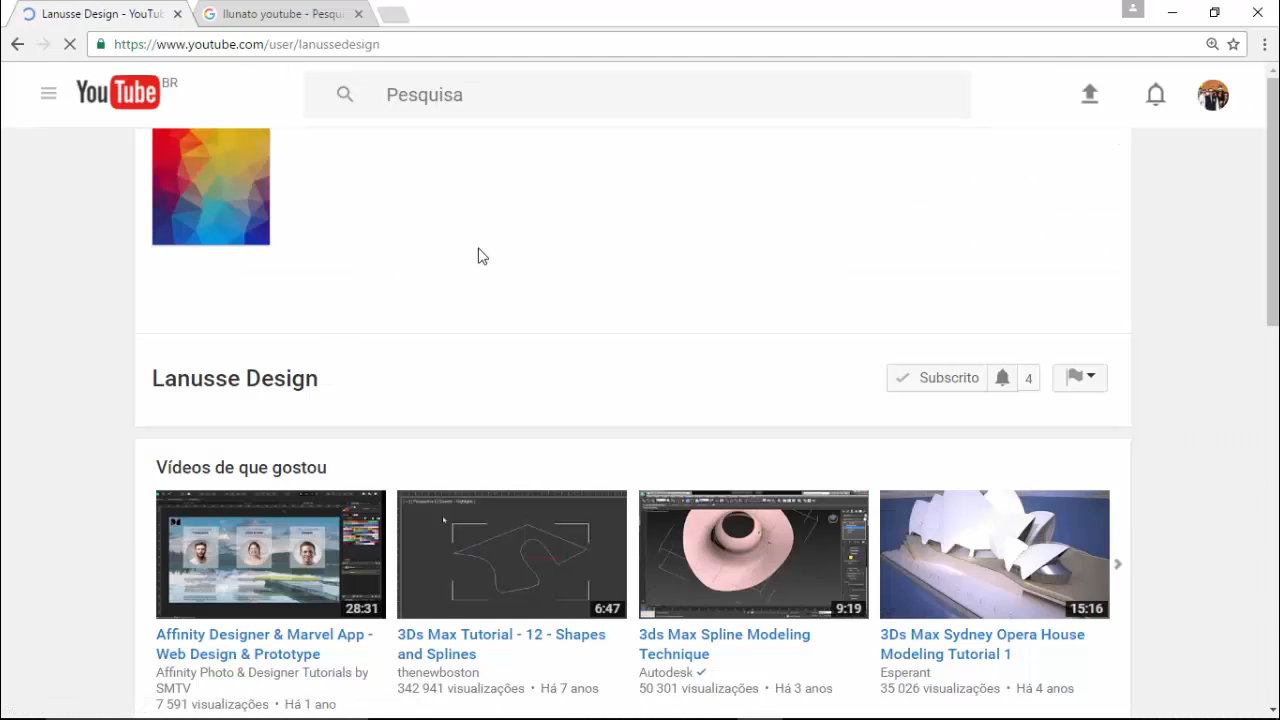 Lanusse Design - YouTub
llunato youtube - Pesqu
https://www.youtube.com/user/lanussedesign
YouTube BR
Pesquisa
Lanusse Design
Subscrito 4
Vídeos de que gostou
28:31
6:47
9:19
15:16
Affinity Designer & Marvel App -
Web Design & Prototype
Affinity Photo & Designer Tutorials by
SMTV
7 591 visualizações • Há 1 ano
3Ds Max Tutorial - 12 - Shapes
and Splines
thenewboston
342 941 visualizações • Há 7 anos
3ds Max Spline Modeling
Technique
Autodesk
50 301 visualizações • Há 3 anos
3Ds Max Sydney Opera House
Modeling Tutorial 1
Esperant
35 026 visualizações • Há 4 anos